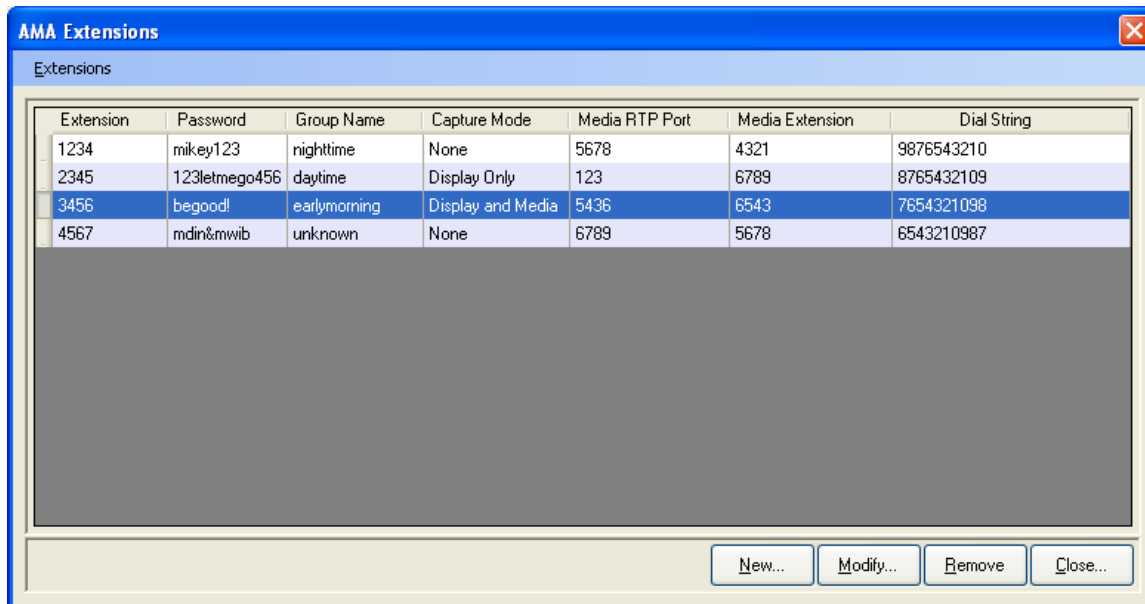 AMA Extensions
Extensions
Extension Password Group Name Capture Mode Media RTP Port Media Extension Dial String
1234 mikey123 nighttime None 5678 4321 9876543210
2345 123letmego456 daytime Display Only 123 6789 8765432109
3456 begood! earlymorning Display and Media 5436 6543 7654321098
4567 mdin&mwib unknown None 6789 5678 6543210987
New... Modify... Remove Close...